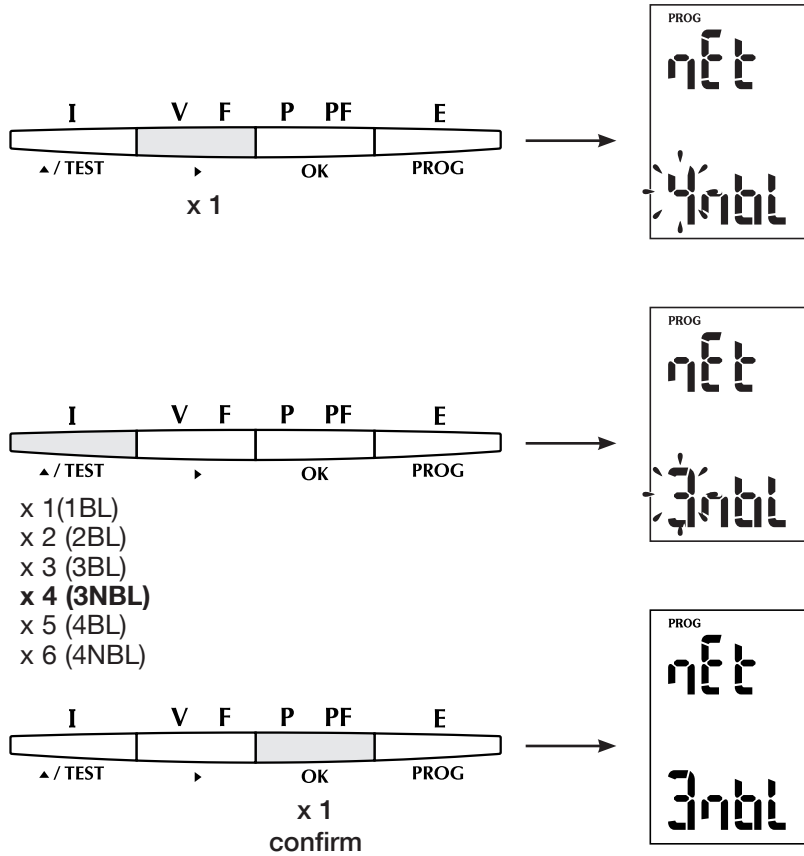 PROG
nEt
I V F P PF E
▲ / TEST ▶ OK PROG
x 1
4nbL
PROG
nEt
I V F P PF E
▲ / TEST ▶ OK PROG
3nbL
x 1(1BL)
x 2 (2BL)
x 3 (3BL)
x 4 (3NBL)
x 5 (4BL)
x 6 (4NBL)
PROG
nEt
I V F P PF E
▲ / TEST ▶ OK PROG
3nbL
x 1
confirm